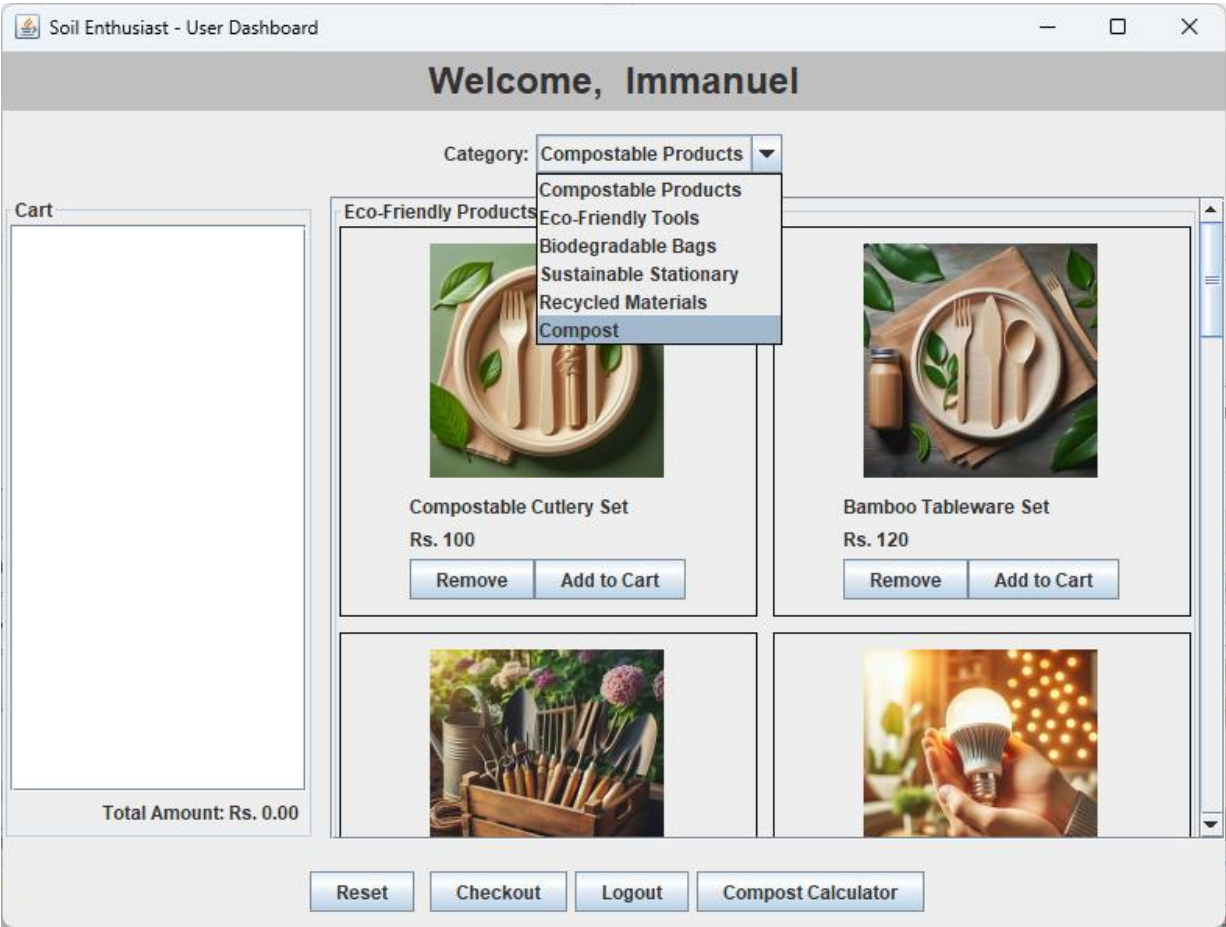 Soil Enthusiast - User Dashboard
Welcome, Immanuel
Category: Compostable Products
Compostable Products
Eco-Friendly Tools
Biodegradable Bags
Sustainable Stationary
Recycled Materials
Compost
Cart
Total Amount: Rs. 0.00
Eco-Friendly Products
Compostable Cutlery Set
Rs. 100
Remove Add to Cart
Bamboo Tableware Set
Rs. 120
Remove Add to Cart
Reset Checkout Logout Compost Calculator